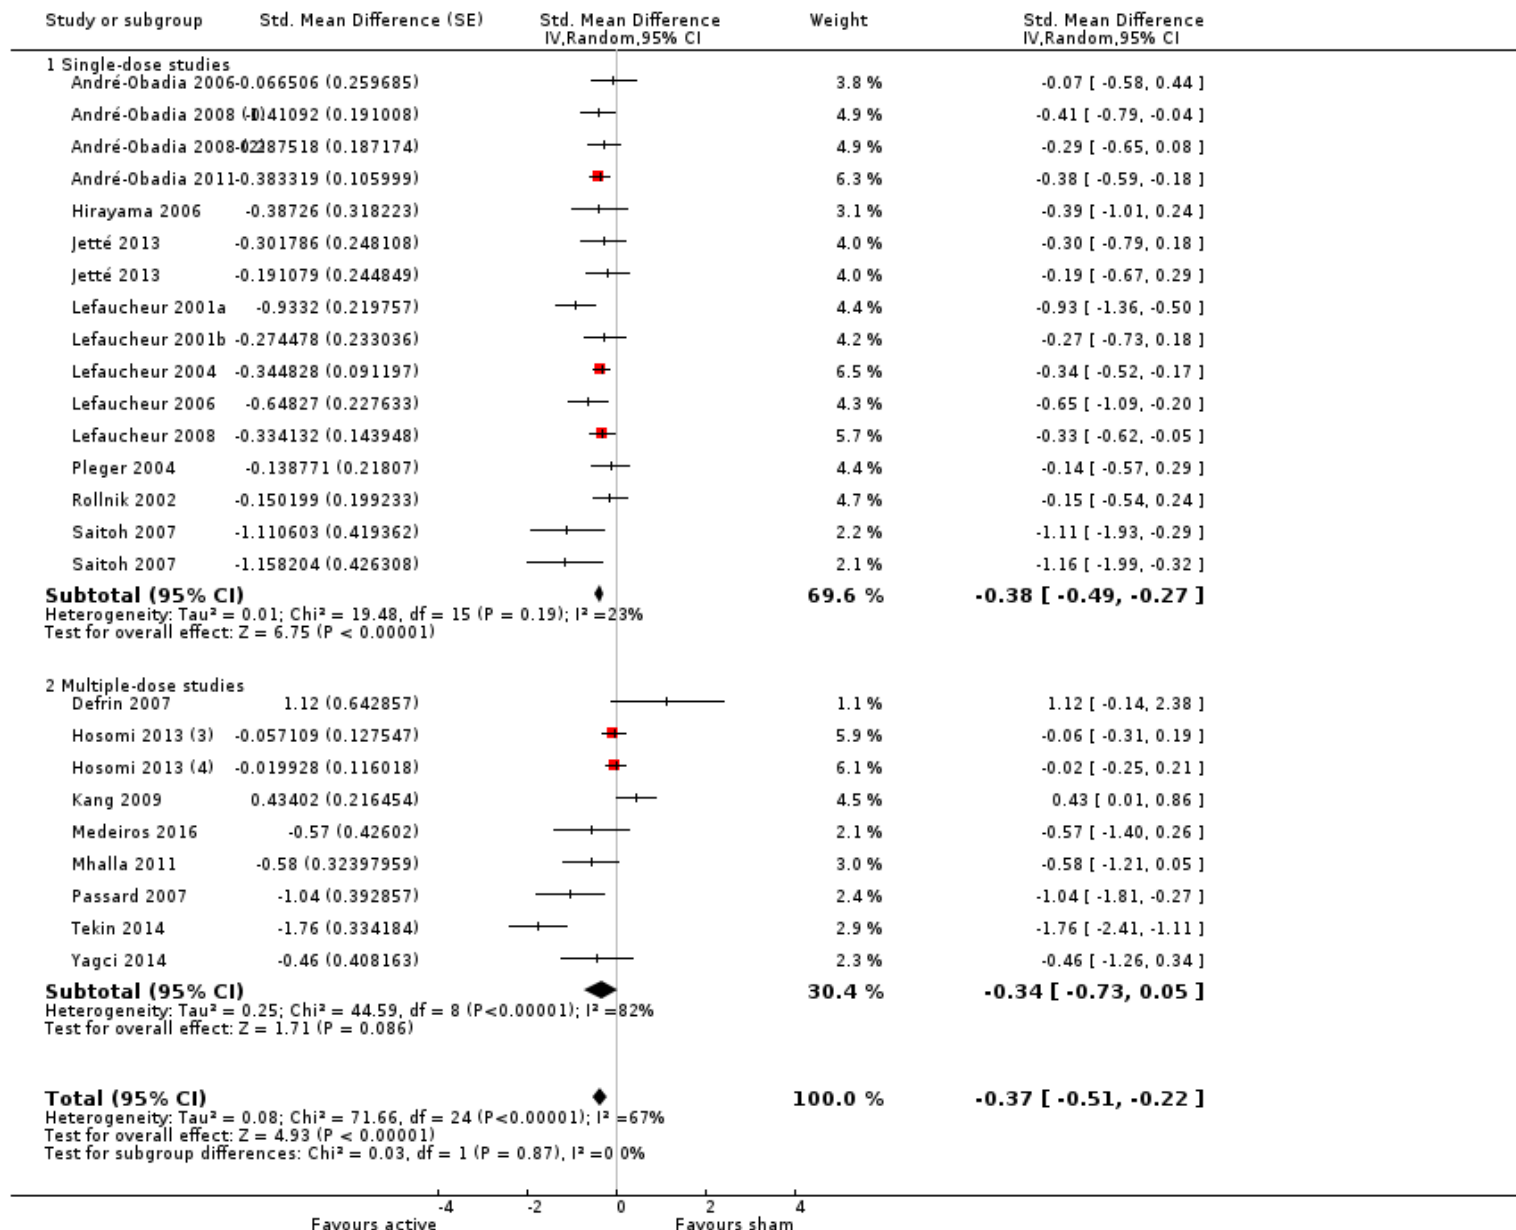 Study or subgroup Std. Mean Difference (SE) Std. Mean Difference Weight Std. Mean Difference
IV,Random,95% CI IV,Random,95% CI
1 Single-dose studies
André-Obadia 2006 -0.066506 (0.259685) 3.8 % -0.07 [ -0.58, 0.44 ]
André-Obadia 2008 (1) -0.41092 (0.191008) 4.9 % -0.41 [ -0.79, -0.04 ]
André-Obadia 2008 (2) -0.287518 (0.187174) 4.9 % -0.29 [ -0.65, 0.08 ]
André-Obadia 2011 -0.383319 (0.105999) 6.3 % -0.38 [ -0.59, -0.18 ]
Hirayama 2006 -0.38726 (0.318223) 3.1 % -0.39 [ -1.01, 0.24 ]
Jetté 2013 -0.301786 (0.248108) 4.0 % -0.30 [ -0.79, 0.18 ]
Jetté 2013 -0.191079 (0.244849) 4.0 % -0.19 [ -0.67, 0.29 ]
Lefaucheur 2001a -0.9332 (0.219757) 4.4 % -0.93 [ -1.36, -0.50 ]
Lefaucheur 2001b -0.274478 (0.233036) 4.2 % -0.27 [ -0.73, 0.18 ]
Lefaucheur 2004 -0.344828 (0.091197) 6.5 % -0.34 [ -0.52, -0.17 ]
Lefaucheur 2006 -0.64827 (0.227633) 4.3 % -0.65 [ -1.09, -0.20 ]
Lefaucheur 2008 -0.334132 (0.143948) 5.7 % -0.33 [ -0.62, -0.05 ]
Pleger 2004 -0.138771 (0.21807) 4.4 % -0.14 [ -0.57, 0.29 ]
Rollnik 2002 -0.150199 (0.199233) 4.7 % -0.15 [ -0.54, 0.24 ]
Saitoh 2007 -1.110603 (0.419362) 2.2 % -1.11 [ -1.93, -0.29 ]
Saitoh 2007 -1.158204 (0.426308) 2.1 % -1.16 [ -1.99, -0.32 ]
Subtotal (95% CI) 69.6 % -0.38 [ -0.49, -0.27 ]
Heterogeneity: Tau² = 0.01; Chi² = 19.48, df = 15 (P = 0.19); I² =23%
Test for overall effect: Z = 6.75 (P < 0.00001)
2 Multiple-dose studies
Defrin 2007 1.12 (0.642857) 1.1 % 1.12 [ -0.14, 2.38 ]
Hosomi 2013 (3) -0.057109 (0.127547) 5.9 % -0.06 [ -0.31, 0.19 ]
Hosomi 2013 (4) -0.019928 (0.116018) 6.1 % -0.02 [ -0.25, 0.21 ]
Kang 2009 0.43402 (0.216454) 4.5 % 0.43 [ 0.01, 0.86 ]
Medeiros 2016 -0.57 (0.42602) 2.1 % -0.57 [ -1.40, 0.26 ]
Mhalla 2011 -0.58 (0.32397959) 3.0 % -0.58 [ -1.21, 0.05 ]
Passard 2007 -1.04 (0.392857) 2.4 % -1.04 [ -1.81, -0.27 ]
Tekin 2014 -1.76 (0.334184) 2.9 % -1.76 [ -2.41, -1.11 ]
Yagci 2014 -0.46 (0.408163) 2.3 % -0.46 [ -1.26, 0.34 ]
Subtotal (95% CI) 30.4 % -0.34 [ -0.73, 0.05 ]
Heterogeneity: Tau² = 0.25; Chi² = 44.59, df = 8 (P<0.00001); I² =82%
Test for overall effect: Z = 1.71 (P = 0.086)
Total (95% CI) 100.0 % -0.37 [ -0.51, -0.22 ]
Heterogeneity: Tau² = 0.08; Chi² = 71.66, df = 24 (P<0.00001); I² =67%
Test for overall effect: Z = 4.93 (P < 0.00001)
Test for subgroup differences: Chi² = 0.03, df = 1 (P = 0.87), I² =0.0%
-4 -2 0 2 4
Favours active Favours sham